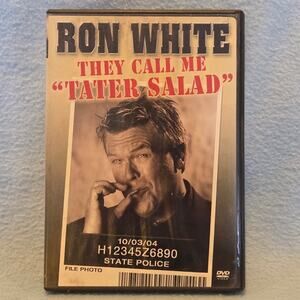 RON WHITE
THEY CALL ME
"TATER SALAD"
10/03/04
H12345Z6890
STATE POLICE
FILE PHOTO
DVD